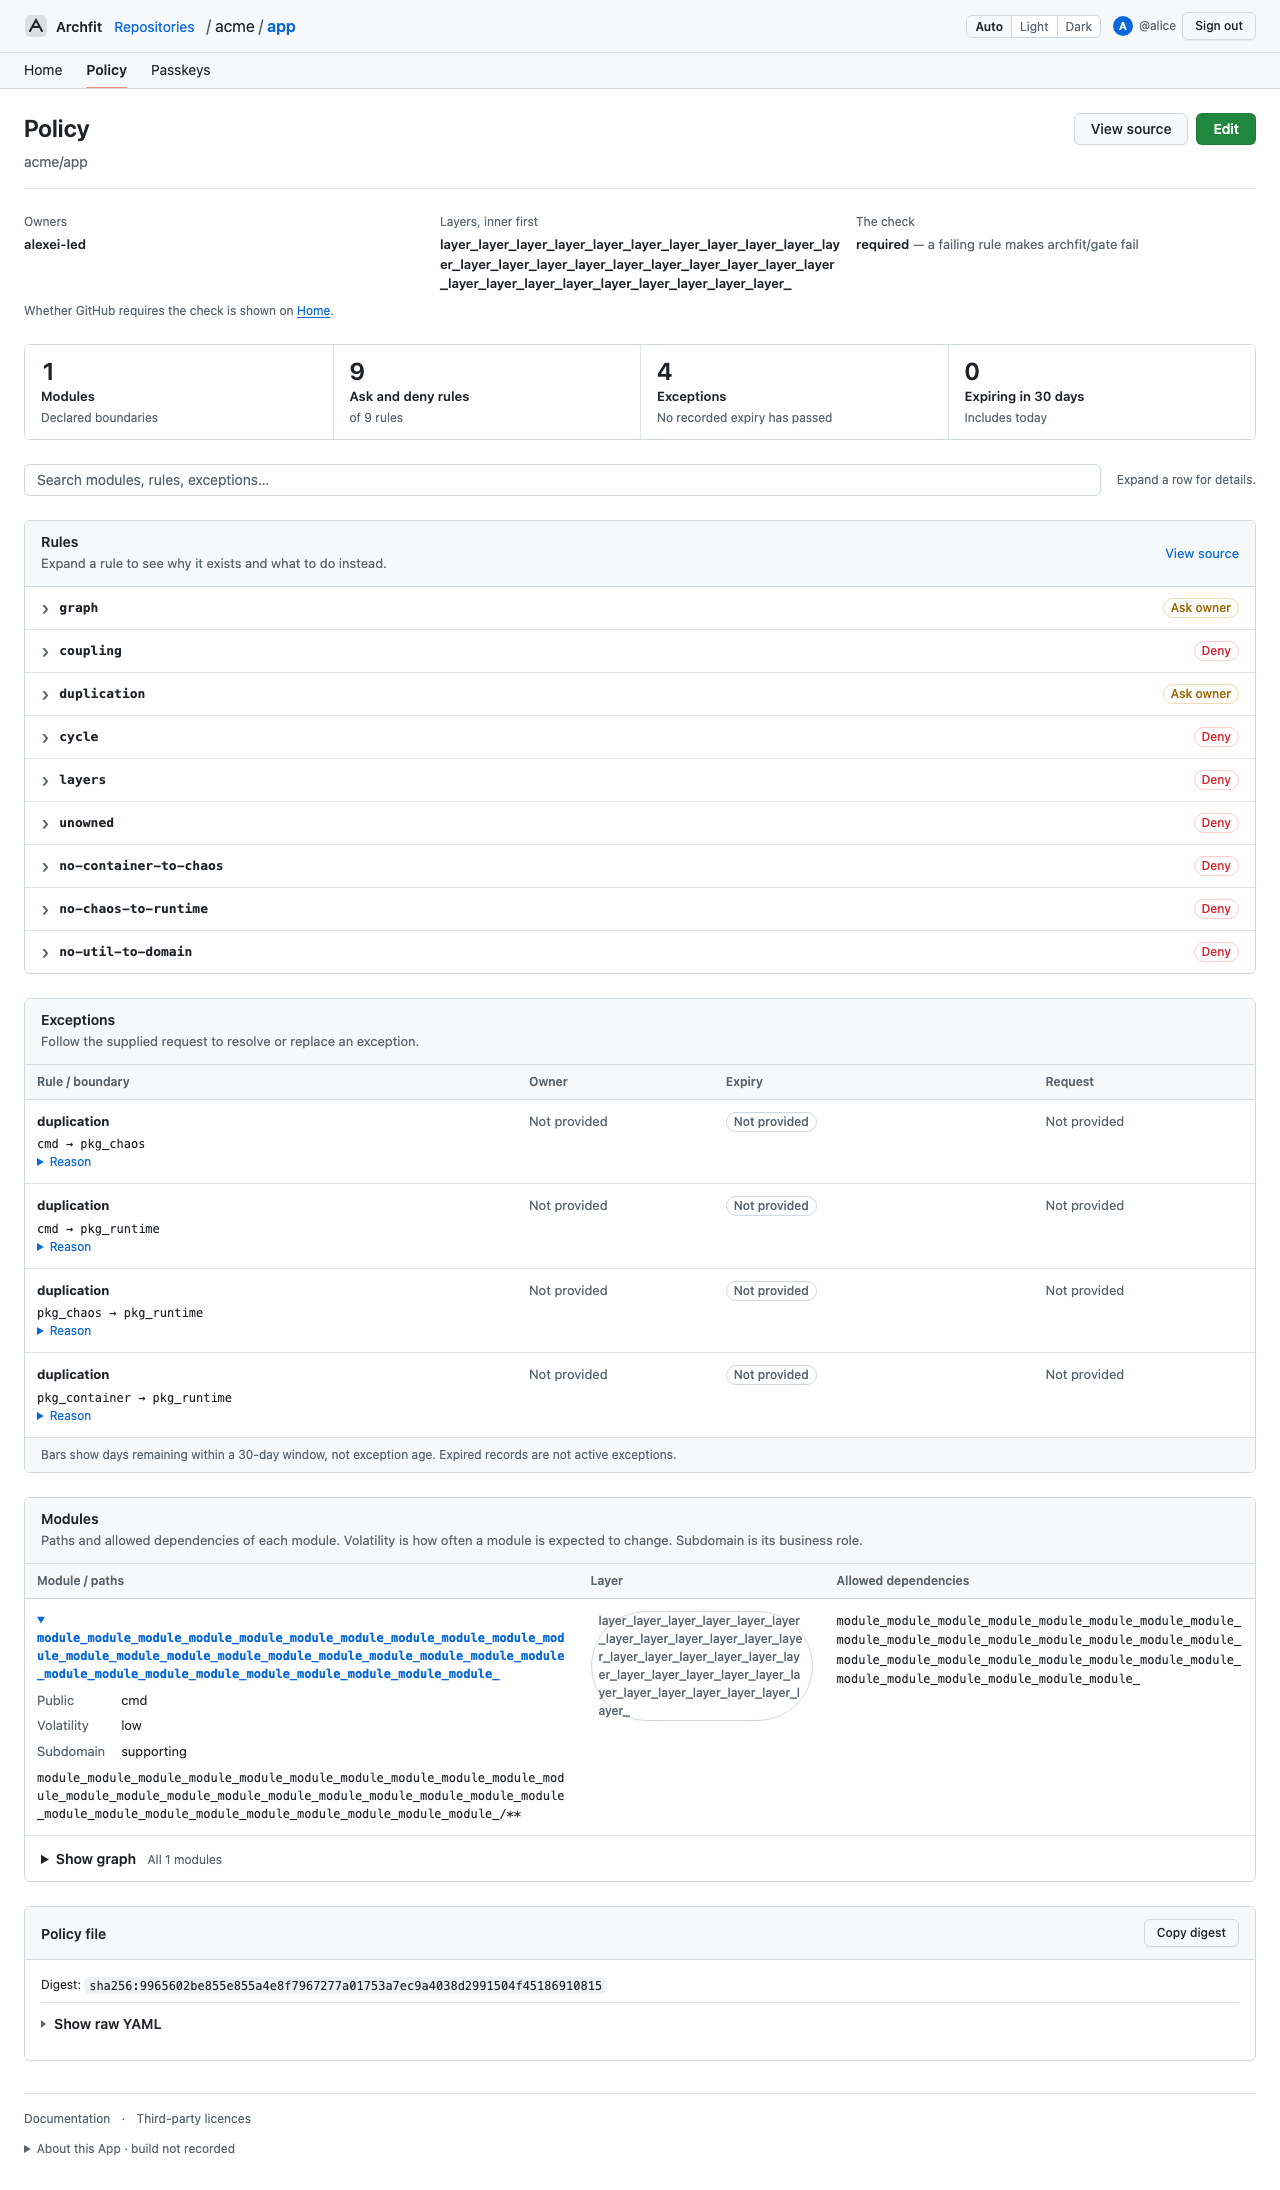 Archfit Repositories / acme / app
Auto Light Dark A @alice Sign out
Home Policy Passkeys
Policy
View source Edit
acme/app
Owners
alexei-led
Layers, inner first
layer_layer_layer_layer_layer_layer_layer_layer_layer_layer_lay
er_layer_layer_layer_layer_layer_layer_layer_layer_layer_layer
_layer_layer_layer_layer_layer_layer_layer_layer_layer_
The check
required — a failing rule makes archfit/gate fail
Whether GitHub requires the check is shown on Home.
1
Modules
Declared boundaries
9
Ask and deny rules
of 9 rules
4
Exceptions
No recorded expiry has passed
0
Expiring in 30 days
Includes today
Search modules, rules, exceptions...
Expand a row for details.
Rules
Expand a rule to see why it exists and what to do instead.
View source
graph Ask owner
coupling Deny
duplication Ask owner
cycle Deny
layers Deny
unowned Deny
no-container-to-chaos Deny
no-chaos-to-runtime Deny
no-util-to-domain Deny
Exceptions
Follow the supplied request to resolve or replace an exception.
Rule / boundary Owner Expiry Request
duplication Not provided Not provided Not provided
cmd → pkg_chaos
Reason
duplication Not provided Not provided Not provided
cmd → pkg_runtime
Reason
duplication Not provided Not provided Not provided
pkg_chaos → pkg_runtime
Reason
duplication Not provided Not provided Not provided
pkg_container → pkg_runtime
Reason
Bars show days remaining within a 30-day window, not exception age. Expired records are not active exceptions.
Modules
Paths and allowed dependencies of each module. Volatility is how often a module is expected to change. Subdomain is its business role.
Module / paths Layer Allowed dependencies
module_module_module_module_module_module_module_module_module_module_mod
ule_module_module_module_module_module_module_module_module_module_module
_module_module_module_module_module_module_module_module_module_
Public cmd
Volatility low
Subdomain supporting
module_module_module_module_module_module_module_module_module_module_mod
ule_module_module_module_module_module_module_module_module_module_module
_module_module_module_module_module_module_module_module_module_/**
layer_layer_layer_layer_layer_layer
_layer_layer_layer_layer_layer_laye
r_layer_layer_layer_layer_layer_lay
er_layer_layer_layer_layer_layer_la
yer_layer_layer_layer_layer_layer_l
ayer_
module_module_module_module_module_module_module_module_
module_module_module_module_module_module_module_module_
module_module_module_module_module_module_module_module_
module_module_module_module_module_module_
Show graph All 1 modules
Policy file
Copy digest
Digest: sha256:9965602be855e855a4e8f7967277a01753a7ec9a4038d2991504f45186910815
Show raw YAML
Documentation · Third-party licences
About this App · build not recorded